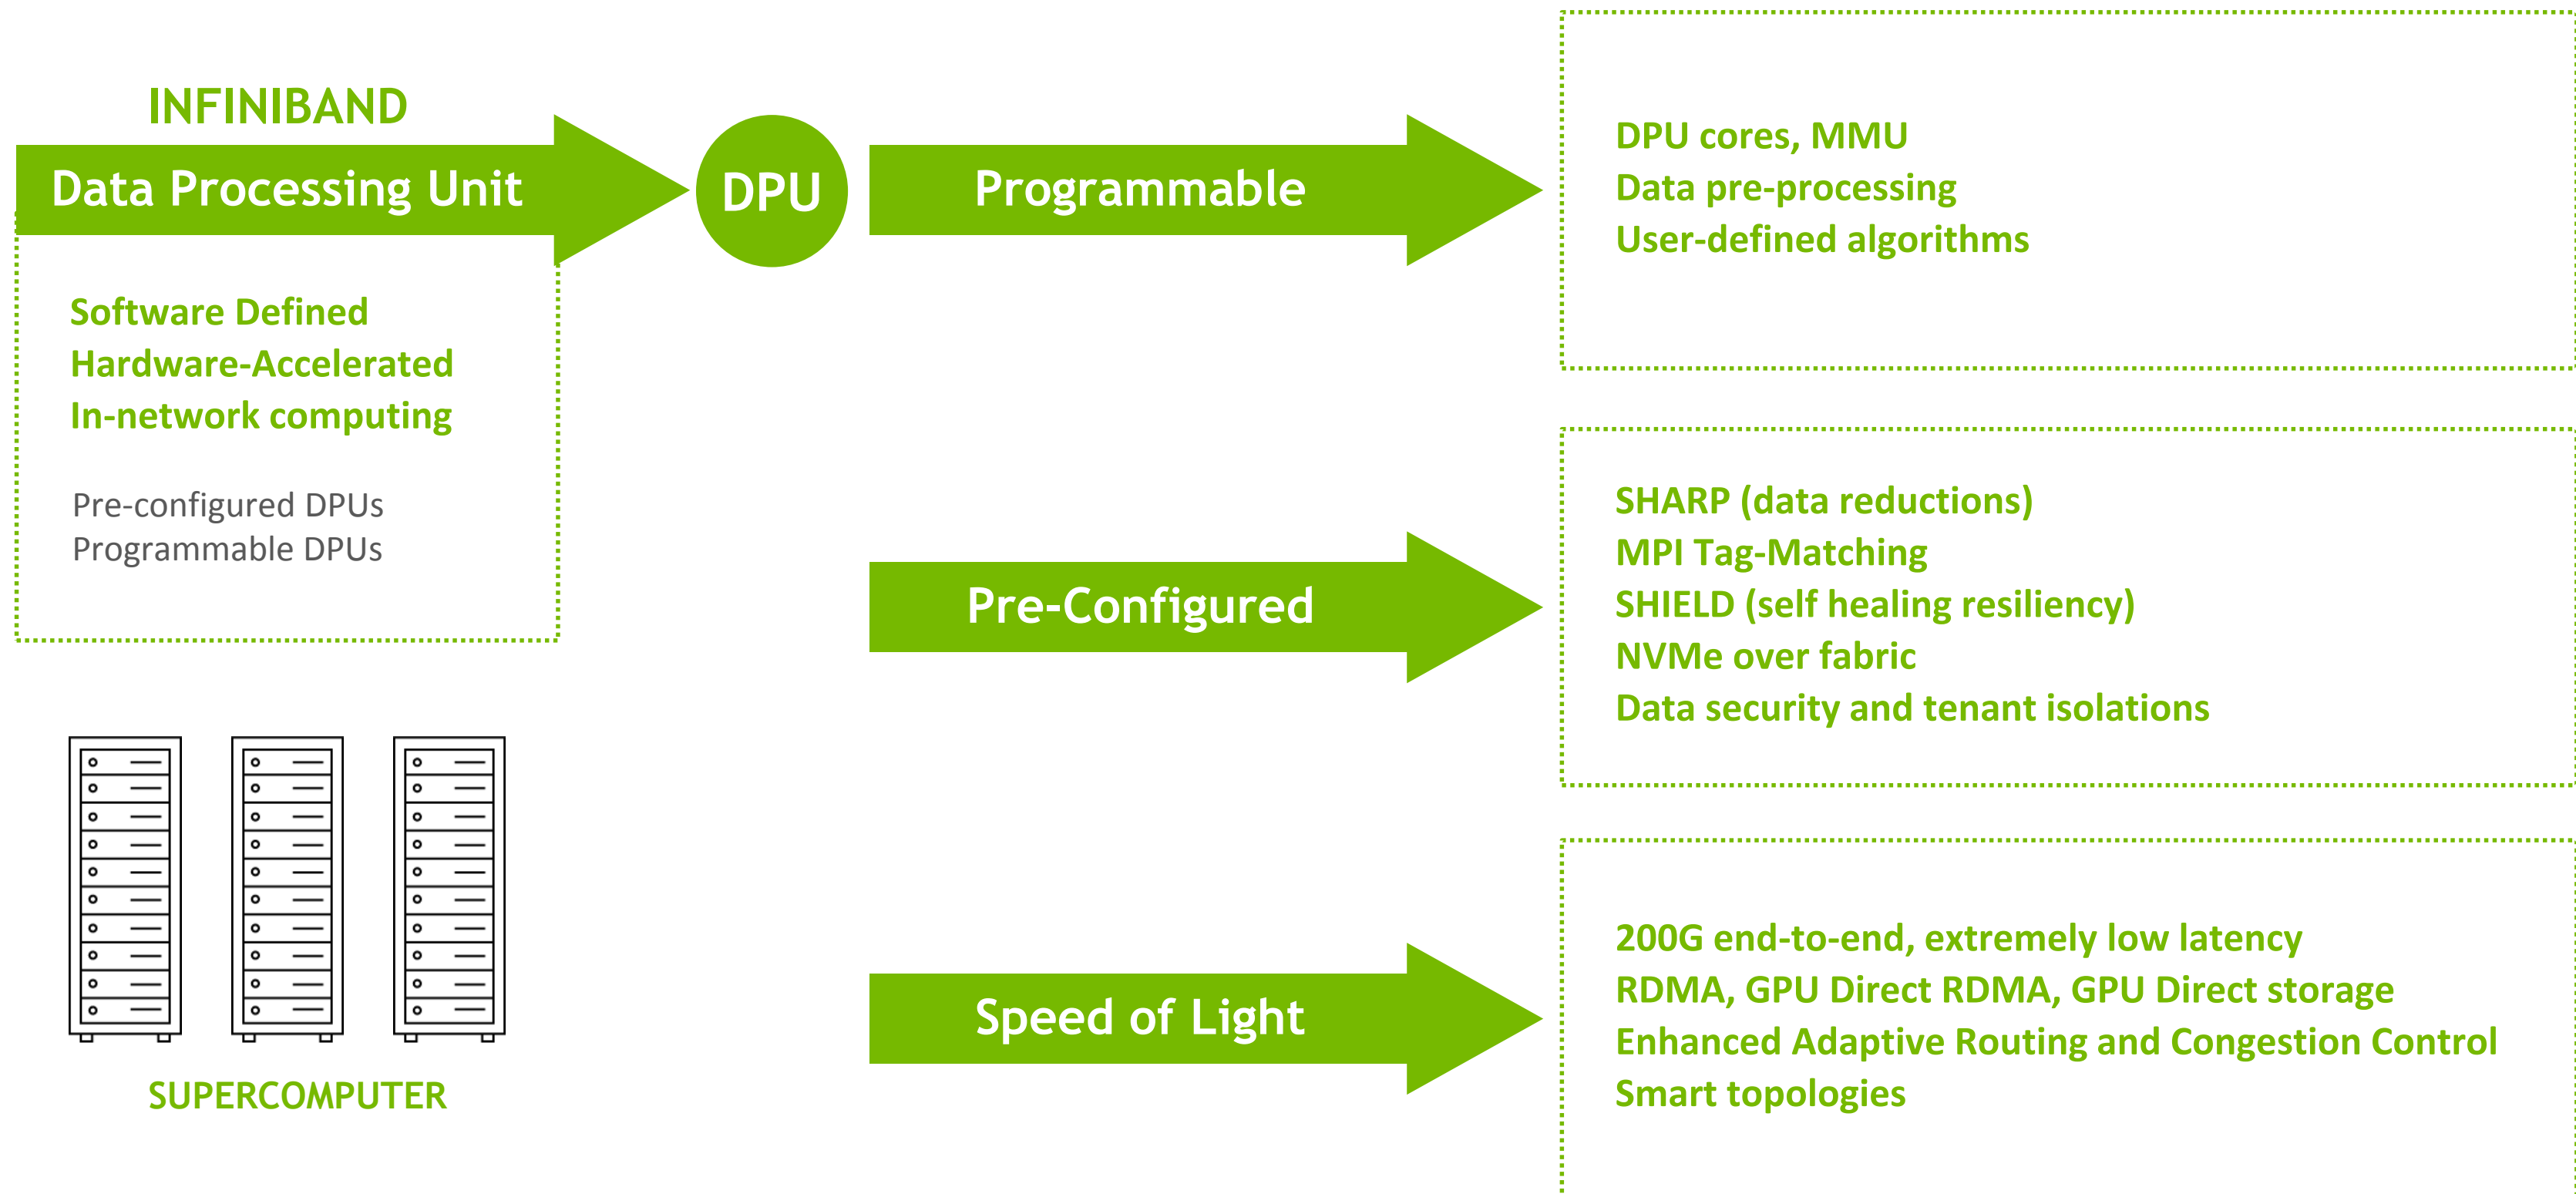 INFINIBAND
Data Processing Unit
Software Defined
Hardware-Accelerated
In-network computing
Pre-configured DPUs
Programmable DPUs
SUPERCOMPUTER
DPU
Programmable
DPU cores, MMU
Data pre-processing
User-defined algorithms
Pre-Configured
SHARP (data reductions)
MPI Tag-Matching
SHIELD (self healing resiliency)
NVMe over fabric
Data security and tenant isolations
Speed of Light
200G end-to-end, extremely low latency
RDMA, GPU Direct RDMA, GPU Direct storage
Enhanced Adaptive Routing and Congestion Control
Smart topologies